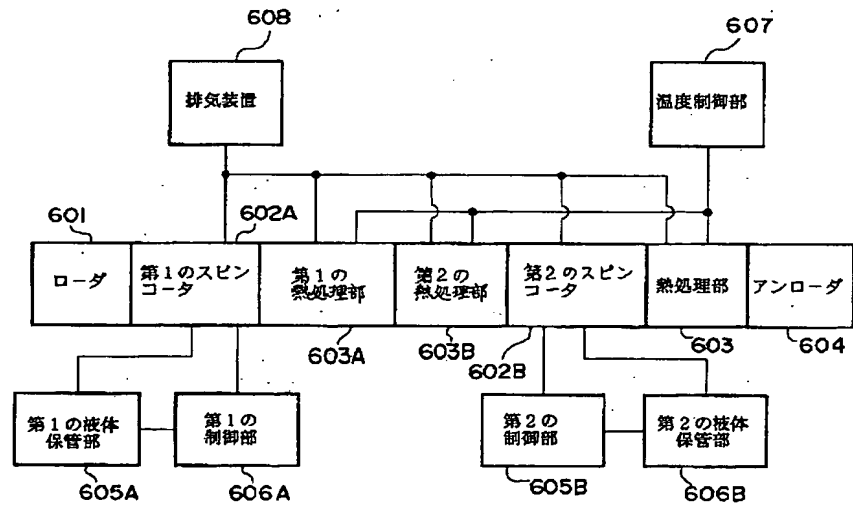 608
607
排気装置
温度制御部
601
602A
ローダ
第1のスピン
コータ
第1の
熱処理部
第2の
熱処理部
第2のスピン
コータ
熱処理部
アンローダ
603A
603B
602B
603
604
第1の液体
保管部
第1の
制御部
第2の
制御部
第2の液体
保管部
605A
606A
605B
606B